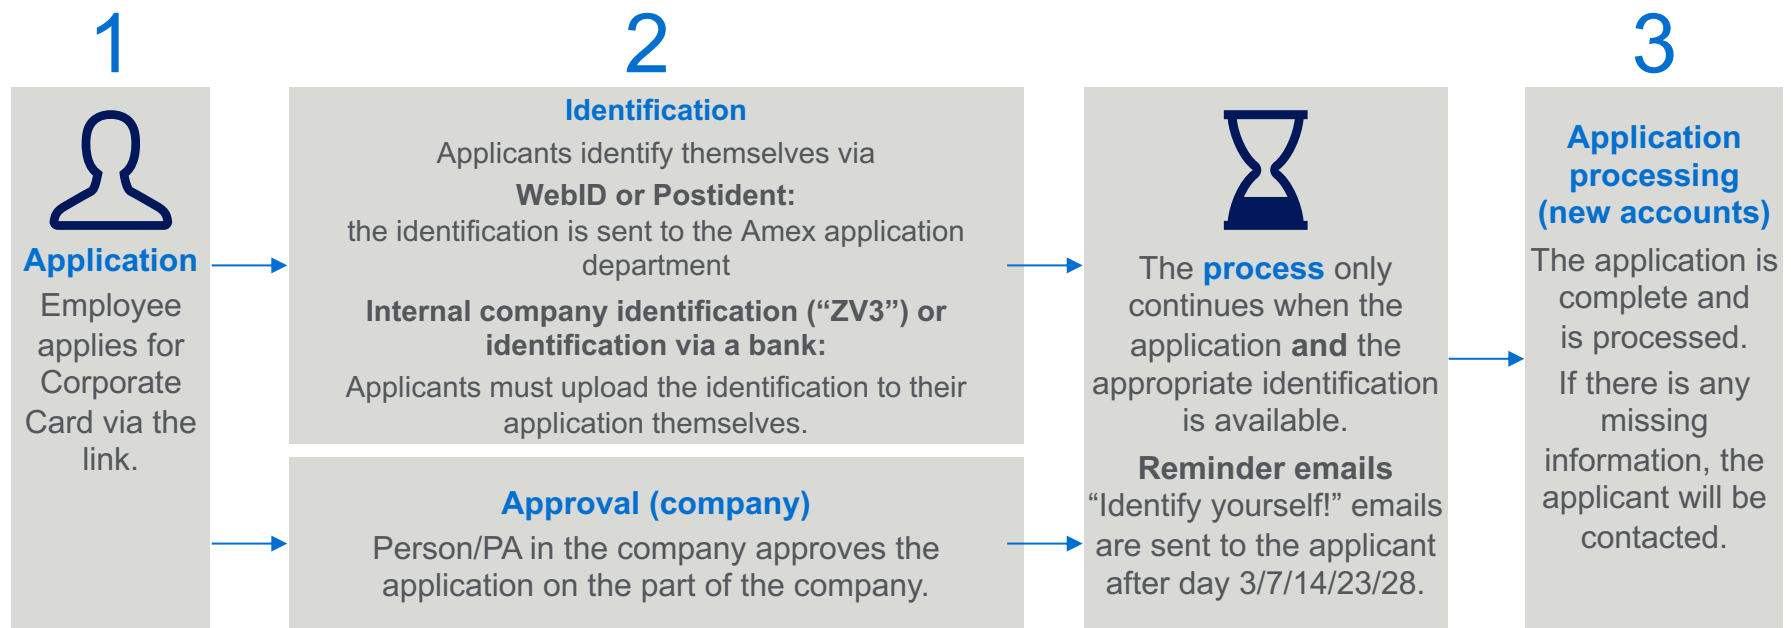 1
Application
Employee
applies for
Corporate
Card via the
link.
2
Identification
Applicants identify themselves via
WebID or Postident:
the identification is sent to the Amex application
department
Internal company identification (“ZV3”) or
identification via a bank:
Applicants must upload the identification to their
application themselves.
Approval (company)
Person/PA in the company approves the
application on the part of the company.
The process only
continues when the
application and the
appropriate identification
is available.
Reminder emails
“Identify yourself!” emails
are sent to the applicant
after day 3/7/14/23/28.
3
Application
processing
(new accounts)
The application is
complete and
is processed.
If there is any
missing
information, the
applicant will be
contacted.